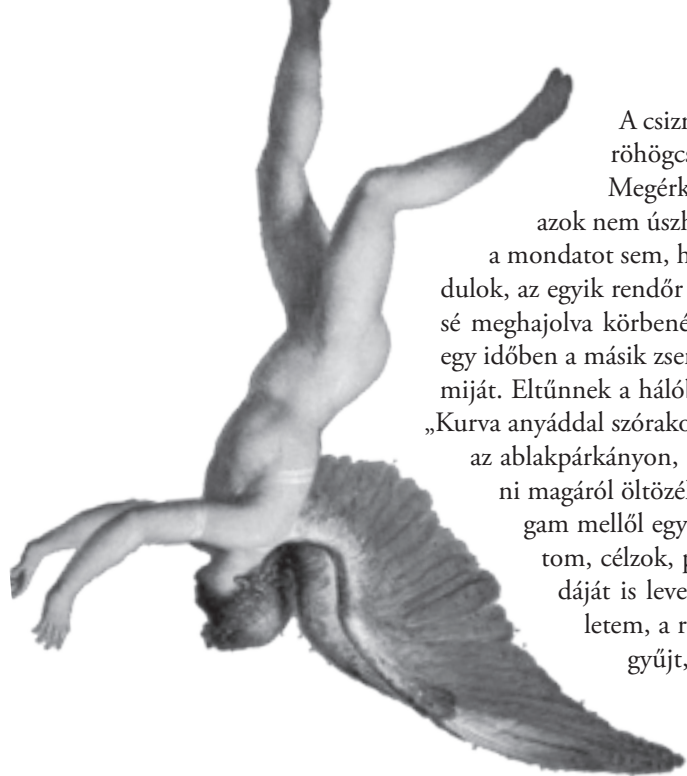 A csizm
röhögcs
Megérk
azok nem úszh
a mondatot sem, h
dulok, az egyik rendőr
sé meghajolva körbené
egy időben a másik zser
miját. Eltűnnek a hálób
„Kurva anyáddal szórako
az ablakpárkányon,
ni magáról öltözék
gam mellől egy
tom, célzok, p
dáját is leve
letem, a r
gyűjt,